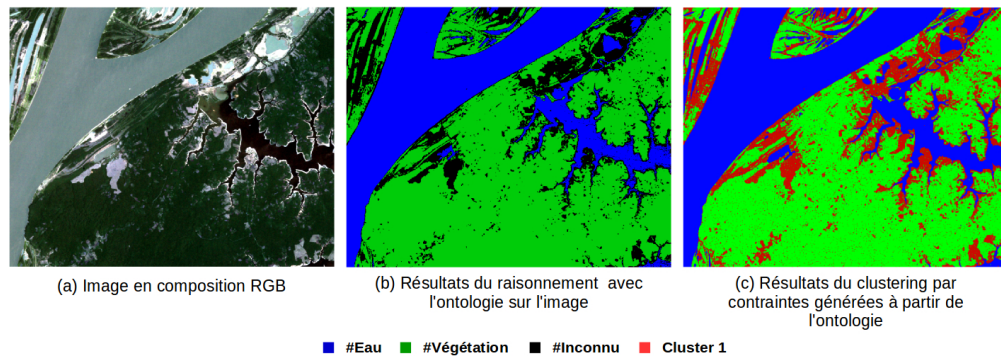 (a) Image en composition RGB
(b) Résultats du raisonnement avec
l'ontologie sur l'image
(c) Résultats du clustering par
contraintes générées à partir de
l'ontologie
#Eau #Végétation #Inconnu Cluster 1